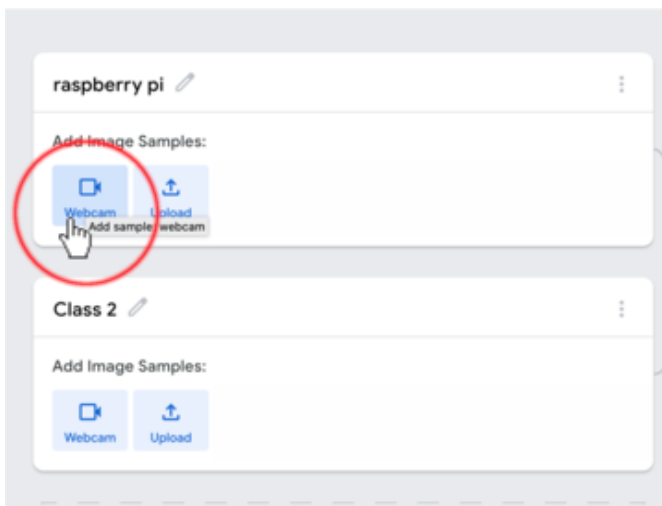 raspberry pi
Add Image Samples:
Webcam Upload
Add sample webcam
Class 2
Add Image Samples:
Webcam Upload